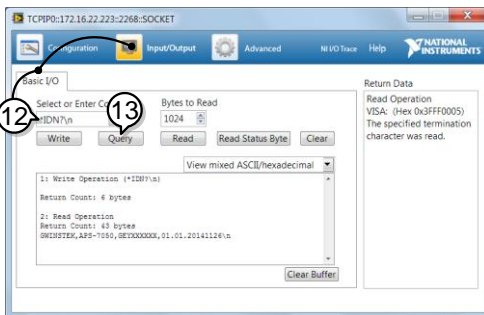 TCPIP0::172.16.22.223::2268::SOCKET
Configuration Input/Output Advanced NI I/O Trace Help NATIONAL INSTRUMENTS
Basic I/O
Return Data
Select or Enter Co
Bytes to Read
12
13
*IDN?\n
1024
Write Query Read Read Status Byte Clear
View mixed ASCII/hexadecimal
1: Write Operation (*IDN?\n)
Return Count: 6 bytes
2: Read Operation
Return Count: 43 bytes
GWINSTEK,APS-7050,GEYXXXXXX,01.01.20141126\n
Clear Buffer
Read Operation
VISA: (Hex 0x3FFF0005)
The specified termination
character was read.